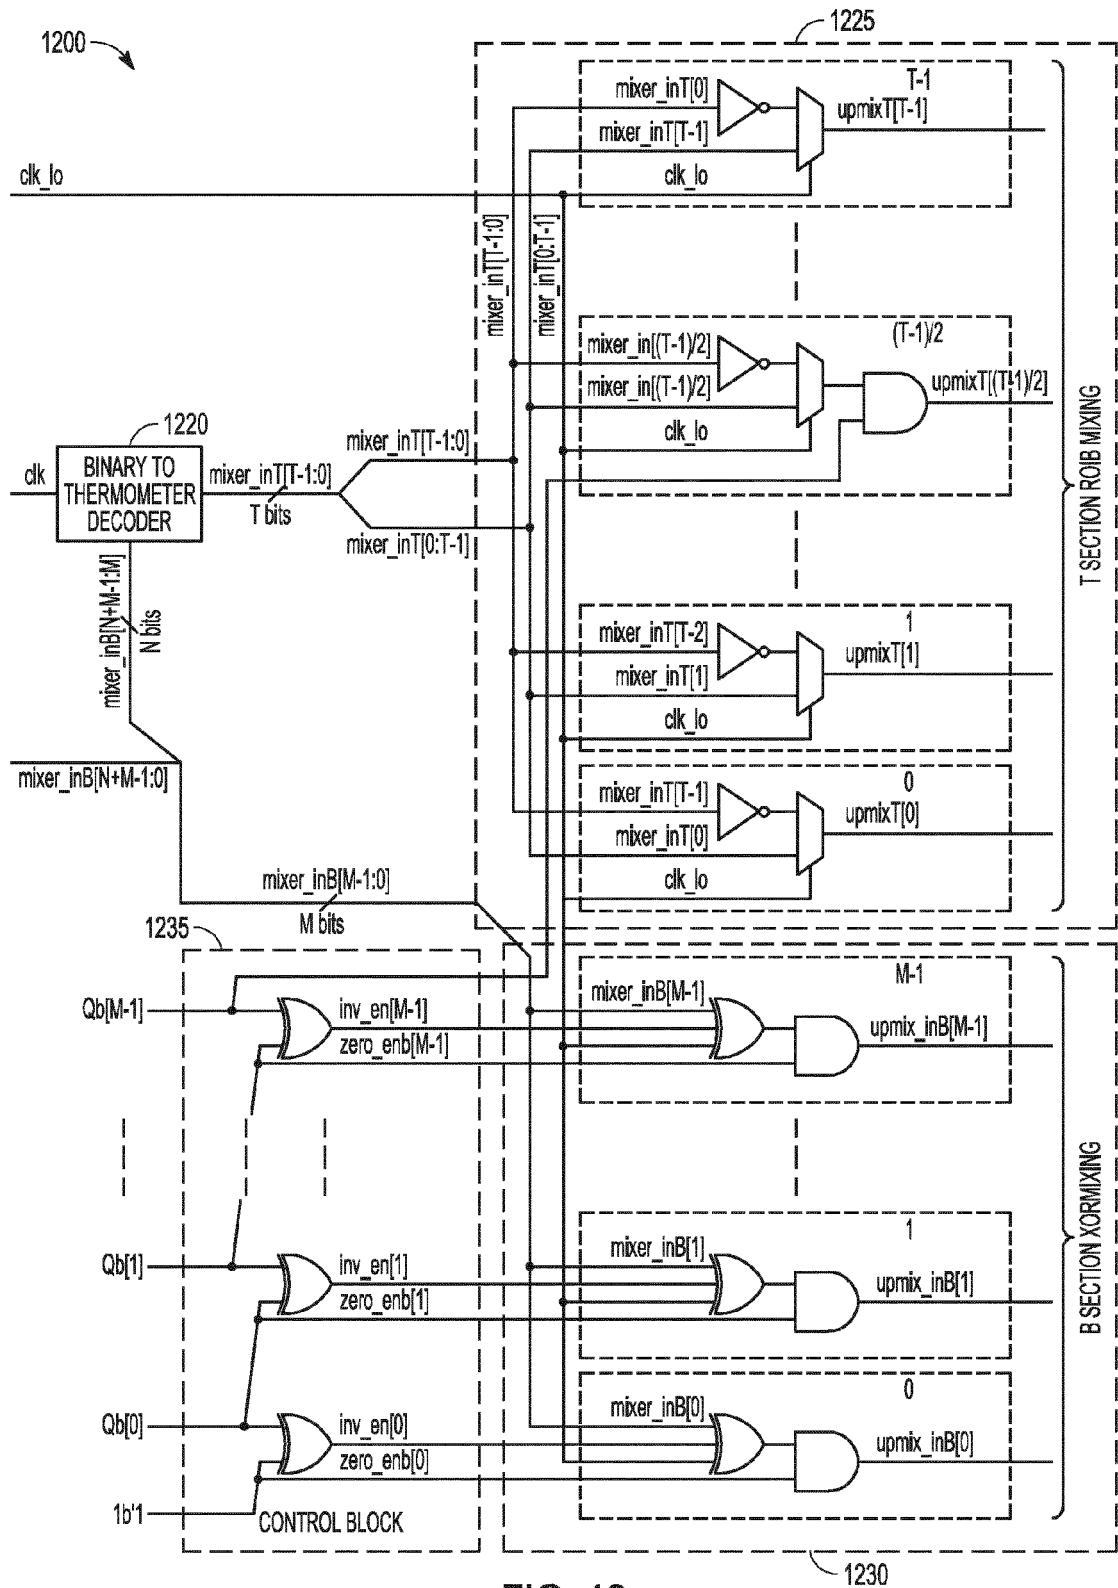 1200
1225
T-1
mixer_inT[0]
upmixT[T-1]
mixer_inT[T-1]
clk_lo
clk_lo
mixer_inT[T-1:0]
mixer_inT[0:T-1]
(T-1)/2
mixer_in[(T-1)/2]
upmixT[(T-1)/2]
mixer_in[(T-1)/2]
clk_lo
1220
clk
BINARY TO
THERMOMETER
DECODER
mixer_inT[T-1:0]
T bits
mixer_inT[T-1:0]
mixer_inT[0:T-1]
T SECTION ROIB MIXING
mixer_inB[N+M-1:M]
N bits
1
mixer_inT[T-2]
upmixT[1]
mixer_inT[1]
clk_lo
mixer_inB[N+M-1:0]
0
mixer_inT[T-1]
upmixT[0]
mixer_inT[0]
clk_lo
mixer_inB[M-1:0]
M bits
1235
M-1
Qb[M-1]
inv_en[M-1]
zero_enb[M-1]
mixer_inB[M-1]
upmix_inB[M-1]
B SECTION XORMIXING
1
Qb[1]
inv_en[1]
zero_enb[1]
mixer_inB[1]
upmix_inB[1]
0
Qb[0]
inv_en[0]
zero_enb[0]
mixer_inB[0]
upmix_inB[0]
1b'1
CONTROL BLOCK
1230